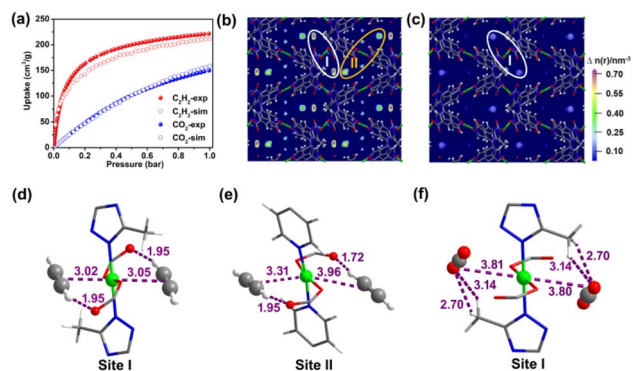 (a)
250
200
150
100
50
0
Uptake (cm³/g)
C₂H₂-exp
C₂H₂-sim
CO₂-exp
CO₂-sim
0.0 0.2 0.4 0.6 0.8 1.0
Pressure (bar)
(b)
I
II
(c)
I
Δ n(r)/nm⁻³
0.70
0.55
0.40
0.25
0.10
(d)
1.95
3.02
3.05
1.95
Site I
(e)
1.72
3.31
3.96
1.95
Site II
(f)
2.70
3.81
3.14
3.14
3.80
2.70
Site I